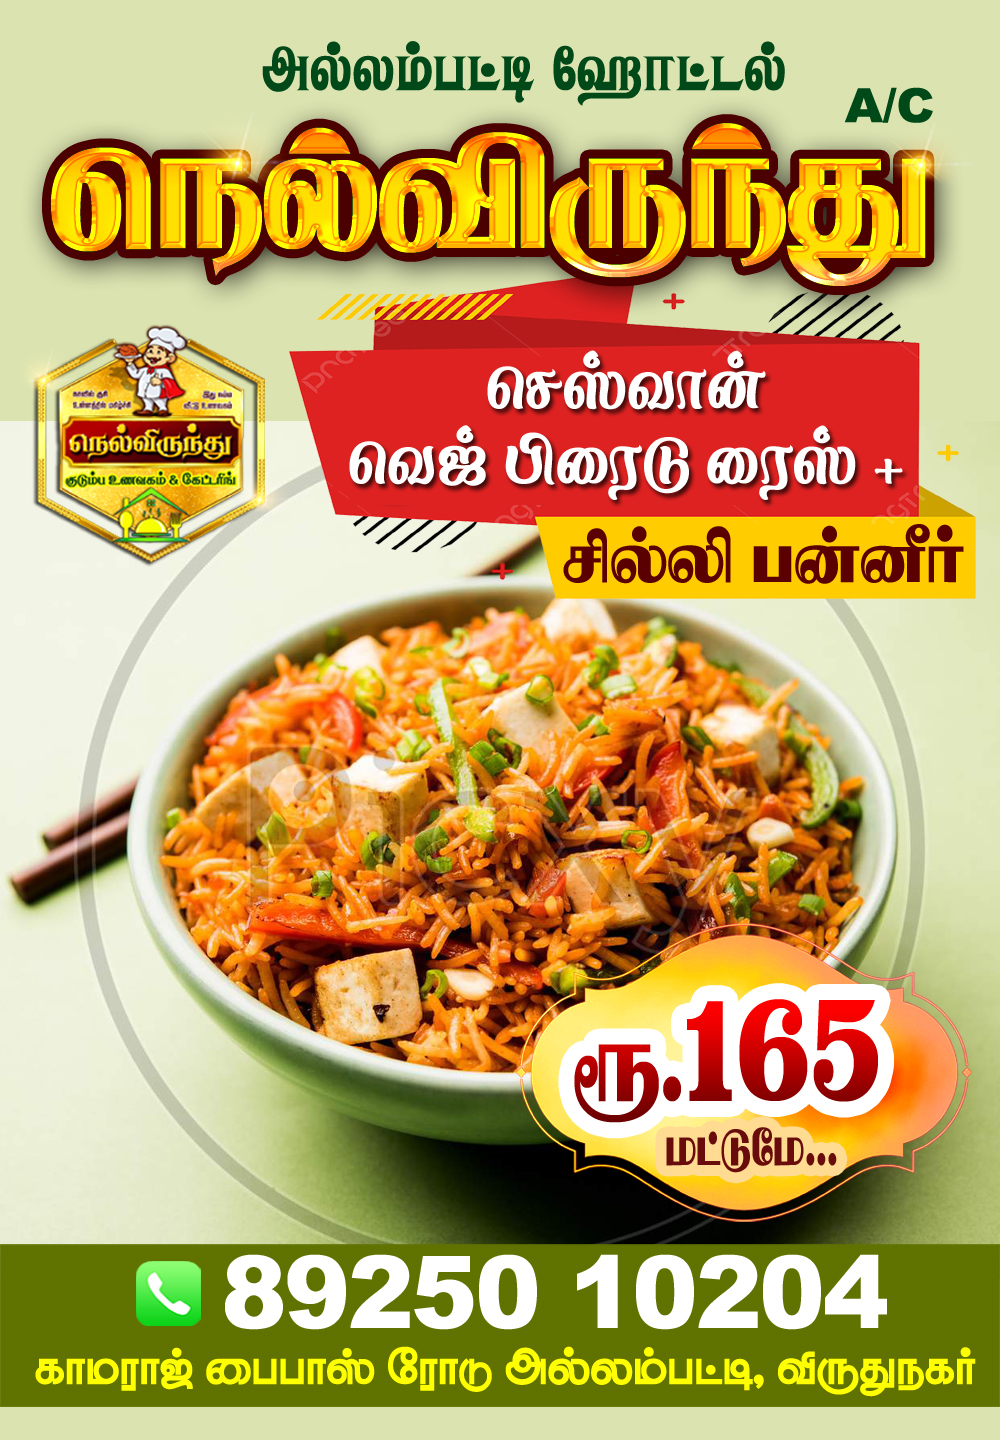 அல்லம்பட்டி ஹோட்டல்
A/C
நெல்விருந்து
செஸ்வான்
வெஜ் பிரைடு ரைஸ் +
சில்லி பன்னீர்
நெல்விருந்து
குடும்ப உணவகம் & கேட்டரிங்
ரூ.165
மட்டுமே...
89250 10204
காமராஜ் பைபாஸ் ரோடு அல்லம்பட்டி, விருதுநகர்